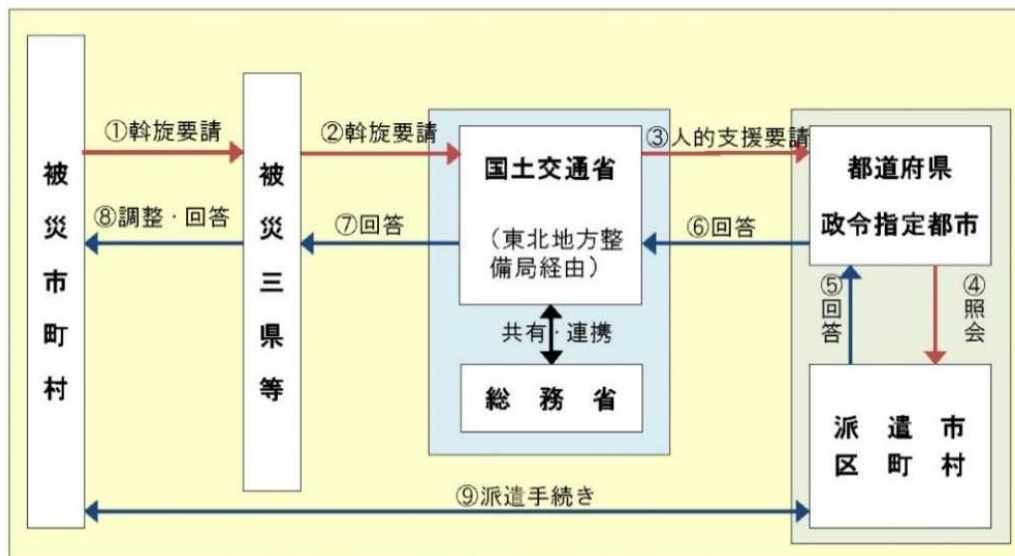 被災市町村
①斡旋要請
⑧調整・回答
被災三県等
②斡旋要請
⑦回答
国土交通省
（東北地方整
備局経由）
共有・連携
総務省
③人的支援要請
⑥回答
都道府県
政令指定都市
⑤回答
④照会
派遣市
区町村
⑨派遣手続き